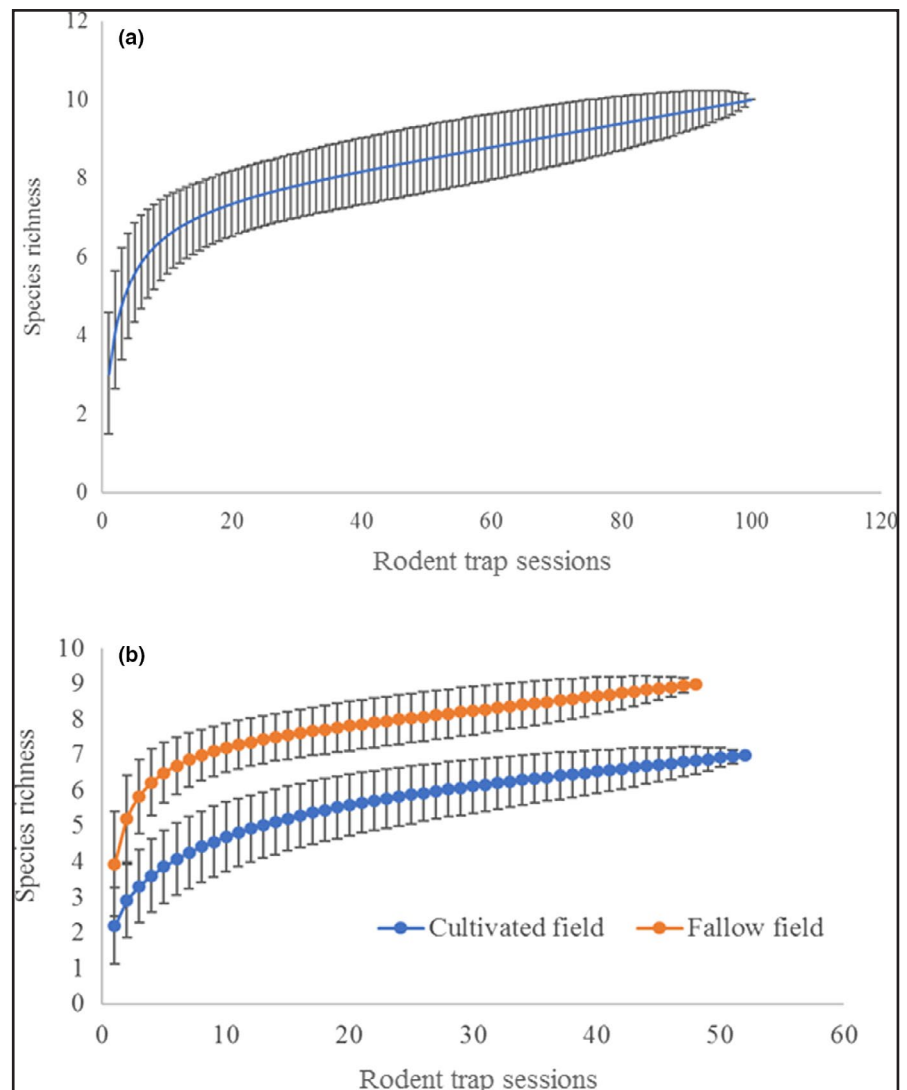 (a)
12
10
8
6
4
2
0
Species richness
0 20 40 60 80 100 120
Rodent trap sessions
(b)
10
9
8
7
6
5
4
3
2
1
0
Species richness
Cultivated field Fallow field
0 10 20 30 40 50 60
Rodent trap sessions